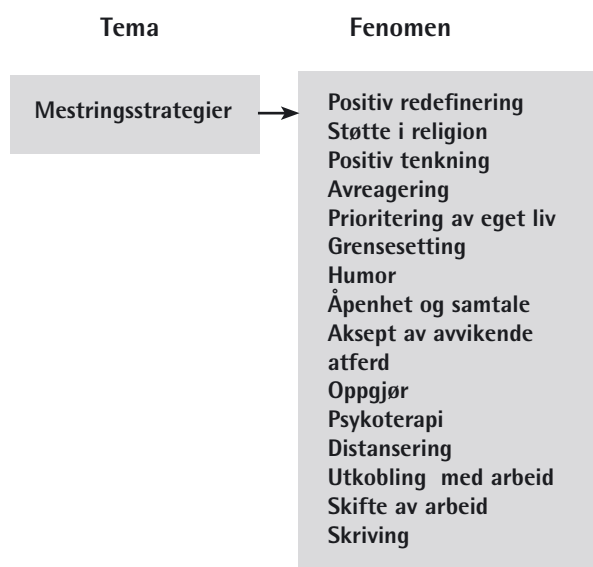 Tema Fenomen
Mestringsstrategier
Positiv redefinering
Støtte i religion
Positiv tenkning
Avreagering
Prioritering av eget liv
Grensesetting
Humor
Åpenhet og samtale
Aksept av avvikende
atferd
Oppgjør
Psykoterapi
Distansering
Utkobling  med arbeid
Skifte av arbeid
Skriving